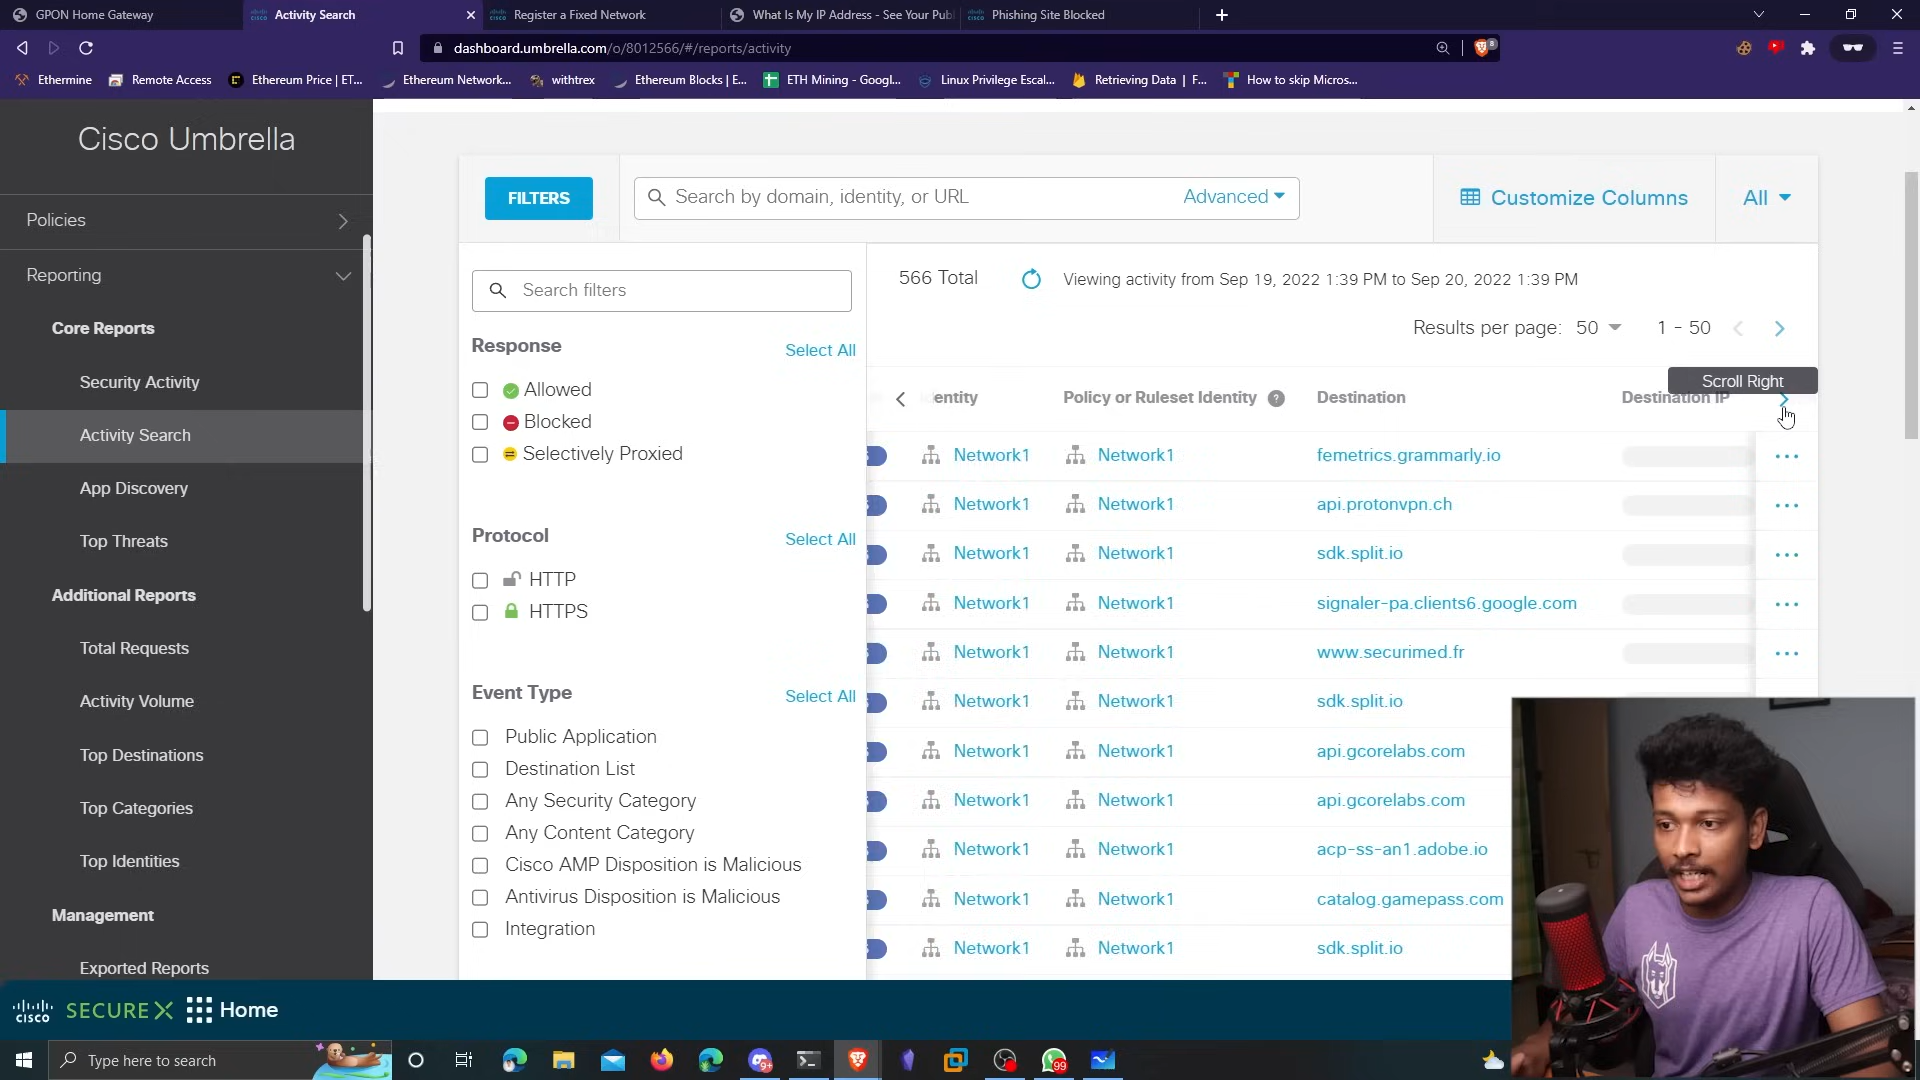 GPON Home Gateway
Activity Search
Register a Fixed Network
What Is My IP Address - See Your Publ
Phishing Site Blocked
dashboard.umbrella.com/o/8012566/#/reports/activity
8
Ethermine
Remote Access
Ethereum Price | ET...
Ethereum Network...
withtrex
Ethereum Blocks | E...
ETH Mining - Googl...
Linux Privilege Escal...
Retrieving Data | F...
How to skip Micros...
Cisco Umbrella
Policies
Reporting
Core Reports
Security Activity
Activity Search
App Discovery
Top Threats
Additional Reports
Total Requests
Activity Volume
Top Destinations
Top Categories
Top Identities
Management
Exported Reports
FILTERS
Search by domain, identity, or URL
Advanced
Customize Columns
All
Search filters
Response
Select All
Allowed
Blocked
Selectively Proxied
Protocol
Select All
HTTP
HTTPS
Event Type
Select All
Public Application
Destination List
Any Security Category
Any Content Category
Cisco AMP Disposition is Malicious
Antivirus Disposition is Malicious
Integration
566 Total
Viewing activity from Sep 19, 2022 1:39 PM to Sep 20, 2022 1:39 PM
Results per page: 50
1 - 50
Scroll Right
entity
Policy or Ruleset Identity
?
Destination
Destination IP
Network1 Network1 femetrics.grammarly.io
Network1 Network1 api.protonvpn.ch
Network1 Network1 sdk.split.io
Network1 Network1 signaler-pa.clients6.google.com
Network1 Network1 www.securimed.fr
Network1 Network1 sdk.split.io
Network1 Network1 api.gcorelabs.com
Network1 Network1 api.gcorelabs.com
Network1 Network1 acp-ss-an1.adobe.io
Network1 Network1 catalog.gamepass.com
Network1 Network1 sdk.split.io
cisco
SECUREX
Home
Type here to search
9+
99